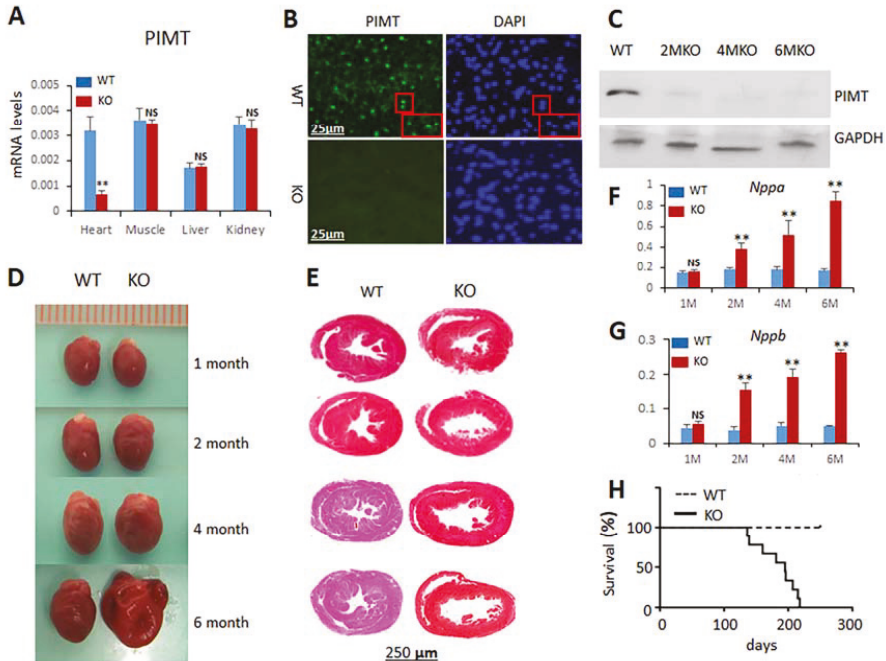 A
PIMT
WT
KO
mRNA levels
0.005
0.004
0.003
0.002
0.001
0
**
NS
NS
NS
Heart
Muscle
Liver
Kidney
B
PIMT
DAPI
WT
KO
25μm
25μm
C
WT 2MKO 4MKO 6MKO
PIMT
GAPDH
D
WT KO
1 month
2 month
4 month
6 month
E
WT KO
250 μm
F
Nppa
WT
KO
1
0.8
0.6
0.4
0.2
0
NS
**
**
**
1M 2M 4M 6M
G
Nppb
WT
KO
0.3
0.2
0.1
0
NS
**
**
**
1M 2M 4M 6M
H
WT
KO
Survival (%)
100
50
0
0 100 200 300
days